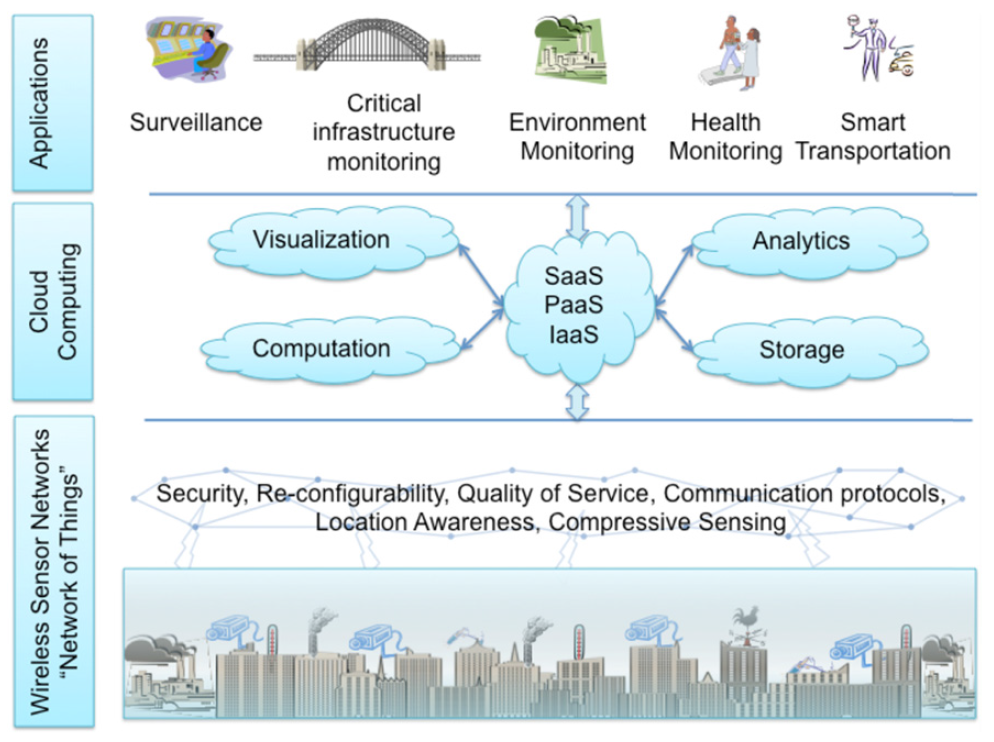 Applications
Surveillance
Critical
infrastructure
monitoring
Environment
Monitoring
Health
Monitoring
Smart
Transportation
Cloud
Computing
Visualization
Computation
SaaS
PaaS
IaaS
Analytics
Storage
Wireless Sensor Networks
“Network of Things”
Security, Re-configurability, Quality of Service, Communication protocols,
Location Awareness, Compressive Sensing